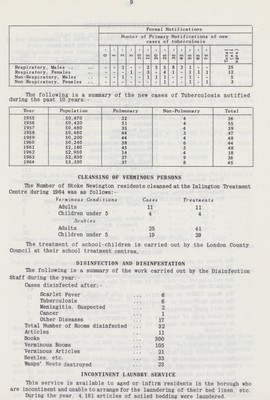 9
Formal Notifications
Number of Primary Notifications of new
cases of tuberculosis
Total (all ages)
Respiratory, Males
Respiratory, Females
Non-Respiratory, Males
Non-Respiratory, Females
The following is a summary of the new cases of Tuberculosis notified
during the past 10 years:-
Year Population Pulmonary Non-Pulmonary Total
1955 50,470 32 4 36
1956 50,420 51 4 55
1957 50,480 35 4 39
1958 50,460 44 3 47
1959 50,200 44 4 48
1960 50,240 38 6 44
1961 52,180 45 3 48
1962 52,950 34 4 38
1963 52,830 27 9 36
1964 52,330 37 8 45
CLEANSING OF VERMINOUS PERSONS
The Number of Stoke Newington residents cleansed at the Islington Treatment
Centre during 1964 was as follows:-
Verminous Conditions Cases Treatments
Adults 11 11
Children under 5 4 4
Scabies
Adults 25 41
Children under 5 19 39
The treatment of school-children is carried out by the London County
Council at their school treatment centres.
DISINFECTION AND DISINFESTATION
The following is a summary of the work carried out by the Disinfection
Staff during the year:-
Cases disinfected after:-
Scarlet Fever ... 6
Tuberculosis ... 6
Meningitis, Suspected ... 2
Cancer ... 1
Other Diseases ... 17
Total Number of Rooms disinfected ... 32
Articles ... 11
Books ... 300
Verminous Rooms ... 105
Verminous Articles ... 21
Beetles, etc. ... 33
Wasps' Nests destroyed ... 25
INCONTINENT LAUNDRY SERVICE
This service is available to aged or infirm residents in the borough who
are incontinent and unable to arrange for the laundering of their bed linen etc.
During the year, 4,181 articles of soiled bedding were laundered.